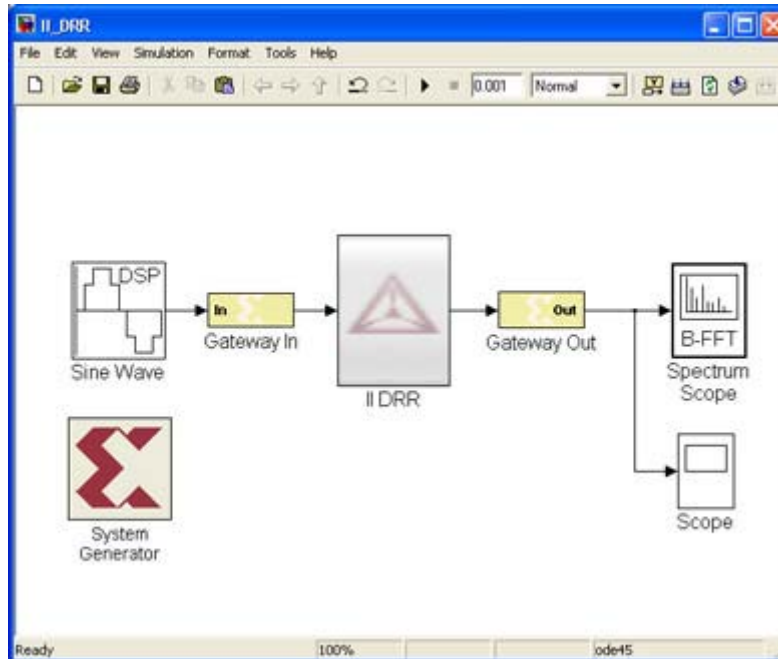 II_DRR
File Edit View Simulation Format Tools Help
0.001 Normal
DSP
Sine Wave
In
Gateway In
II DRR
Out
Gateway Out
B-FFT
Spectrum
Scope
System
Generator
Scope
Ready 100% ode45